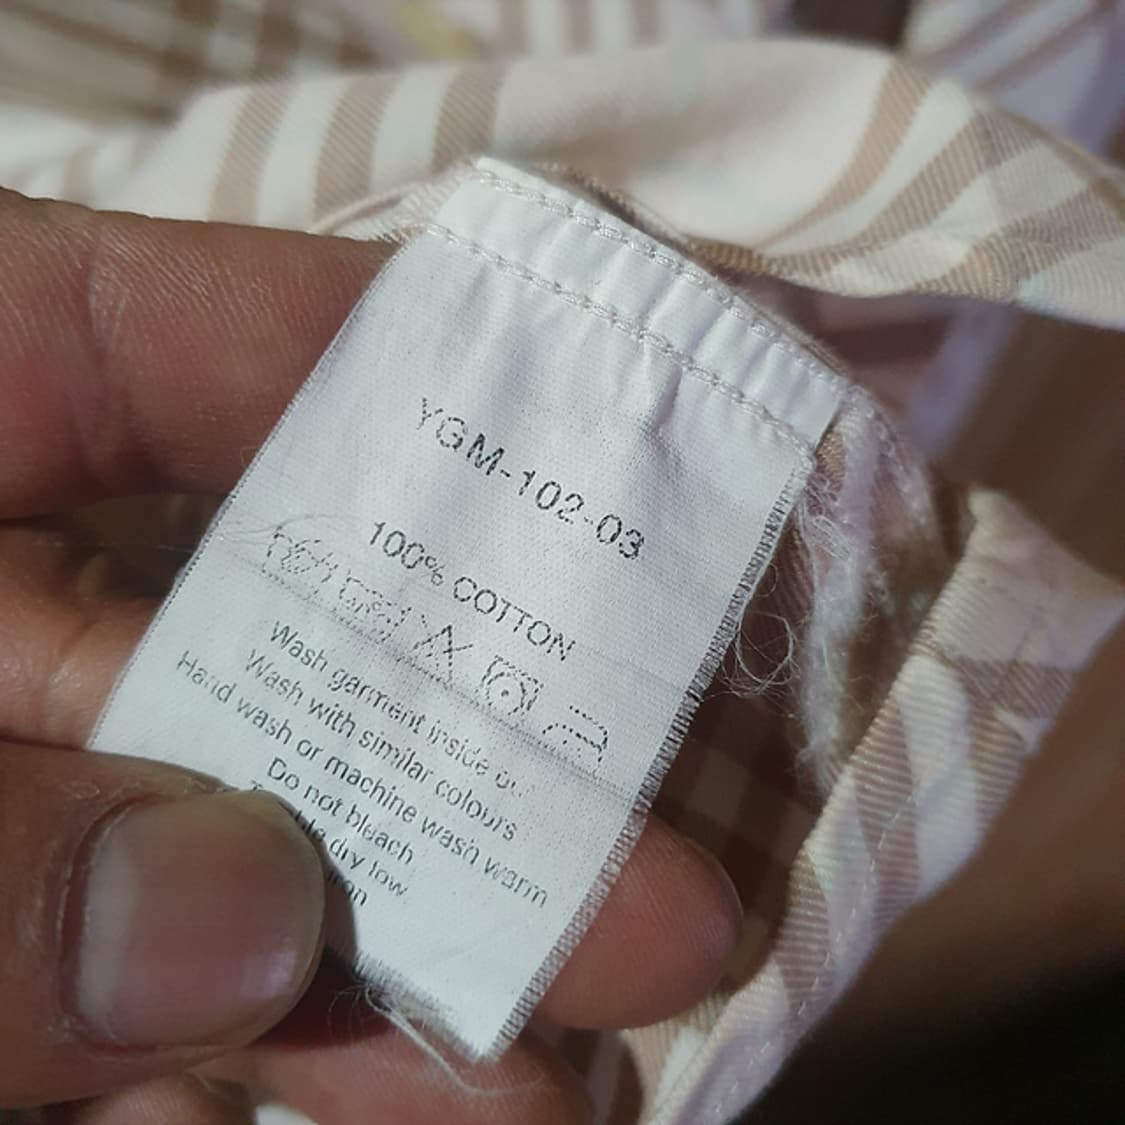 YGM-102-03
100% COTTON
Wash garment inside out
Wash with similar colours
Hand wash or machine wash warm
Do not bleach
dry low